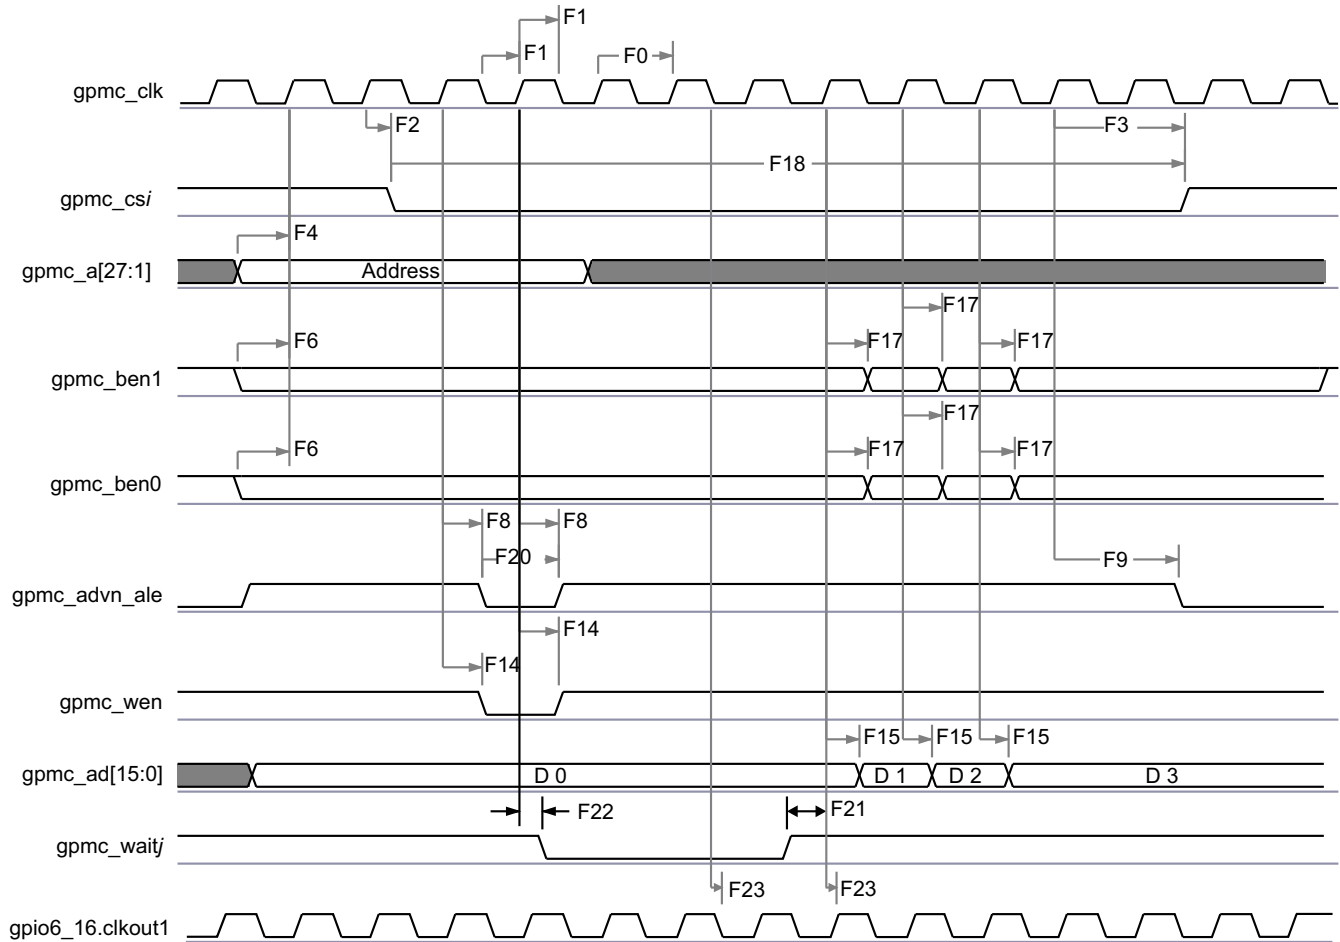 F1
F1
F0
gpmc_clk
F2
F3
F18
gpmc_csi
F4
gpmc_a[27:1]
Address
F17
F6
F17
F17
gpmc_ben1
F17
F6
F17
F17
gpmc_ben0
F8
F8
F20
F9
gpmc_advn_ale
F14
F14
gpmc_wen
F15
F15
F15
gpmc_ad[15:0]
D 0
D 1
D 2
D 3
F22
F21
gpmc_waitj
F23
F23
gpio6_16.clkout1